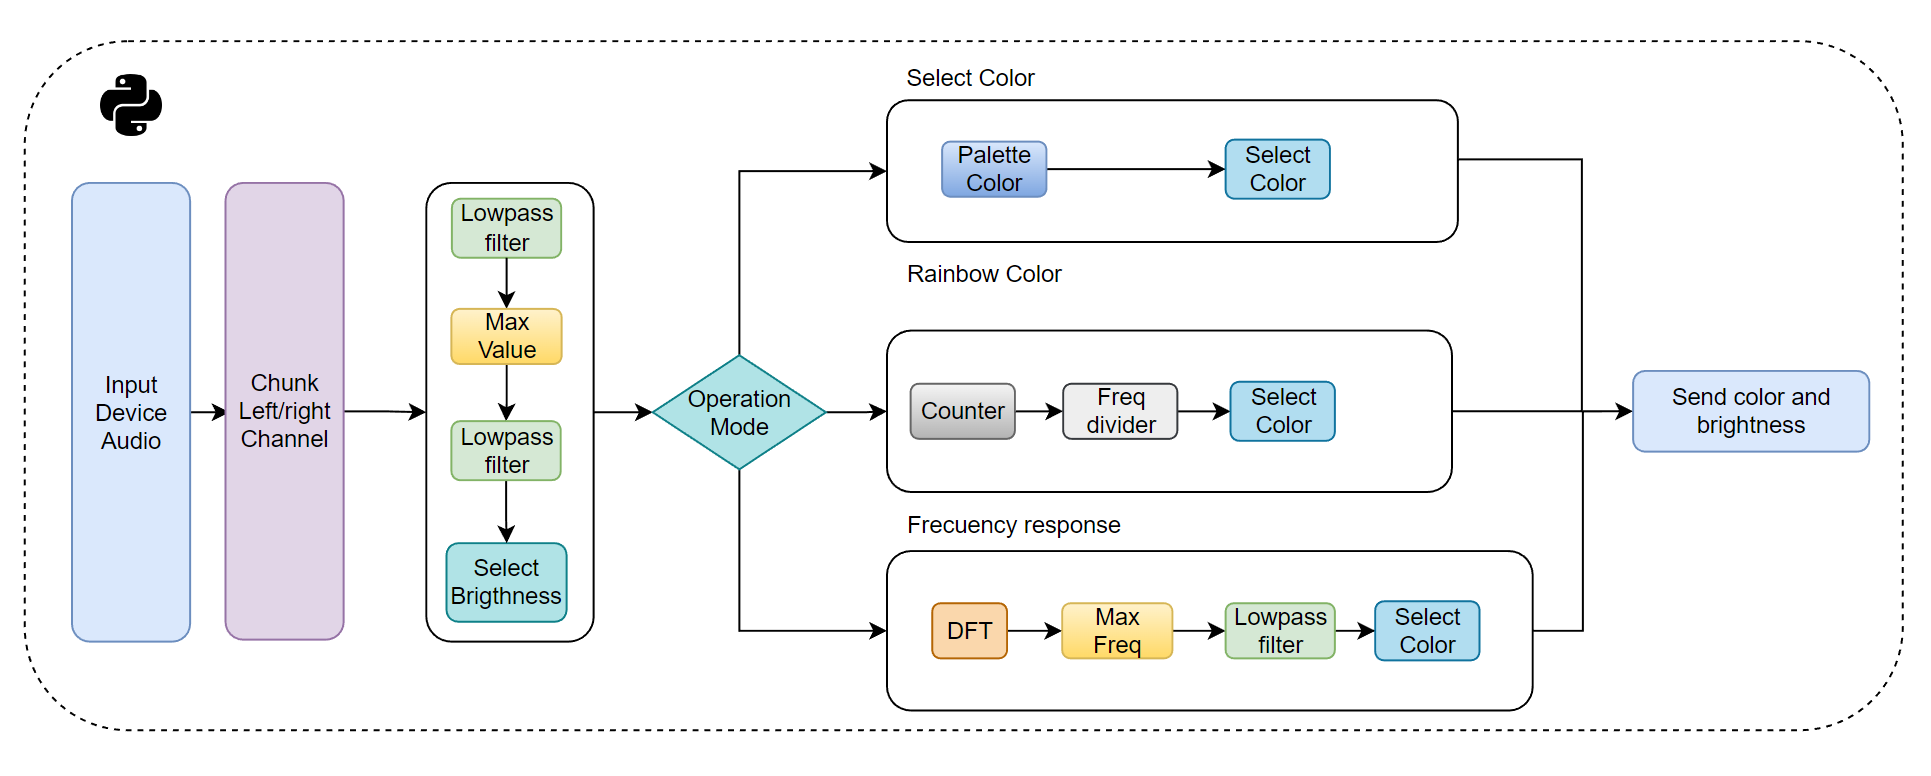 Input
Device
Audio
Chunk
Left/right
Channel
Lowpass
filter
Max
Value
Lowpass
filter
Select
Brigthness
Operation
Mode
Select Color
Palette
Color
Select
Color
Rainbow Color
Counter
Freq
divider
Select
Color
Frecuency response
DFT
Max
Freq
Lowpass
filter
Select
Color
Send color and
brightness